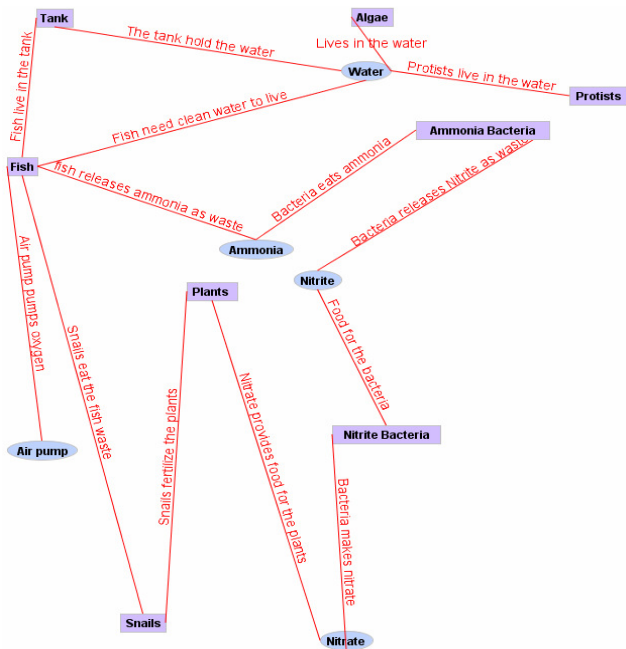 Tank
Algae
The tank hold the water
Lives in the water
Water
Protists live in the water
Protists
Fish live in the tank
Fish need clean water to live
Ammonia Bacteria
Fish
fish releases ammonia as waste
Bacteria eats ammonia
Bacteria releases Nitrite as waste
Ammonia
Nitrite
Plants
Air pump pumps oxygen
Food for the bacteria
Snails eat the fish waste
Snails fertilize the plants
Nitrate provides food for the plants
Nitrite Bacteria
Air pump
Bacteria makes nitrate
Snails
Nitrate